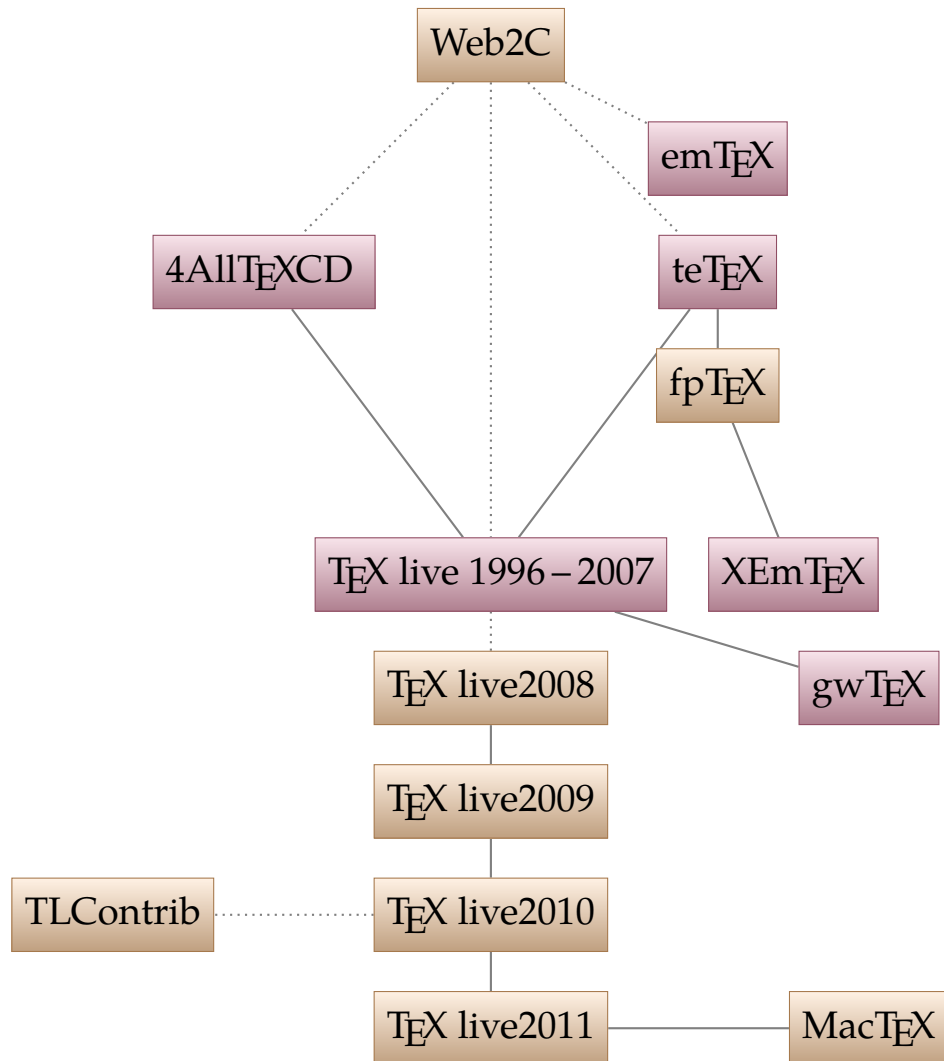 Web2C
emTEX
4AllTEXCD
teTEX
fpTEX
TEX live 1996 – 2007
XEmTEX
TEX live2008
gwTEX
TEX live2009
TLContrib
TEX live2010
TEX live2011
MacTEX